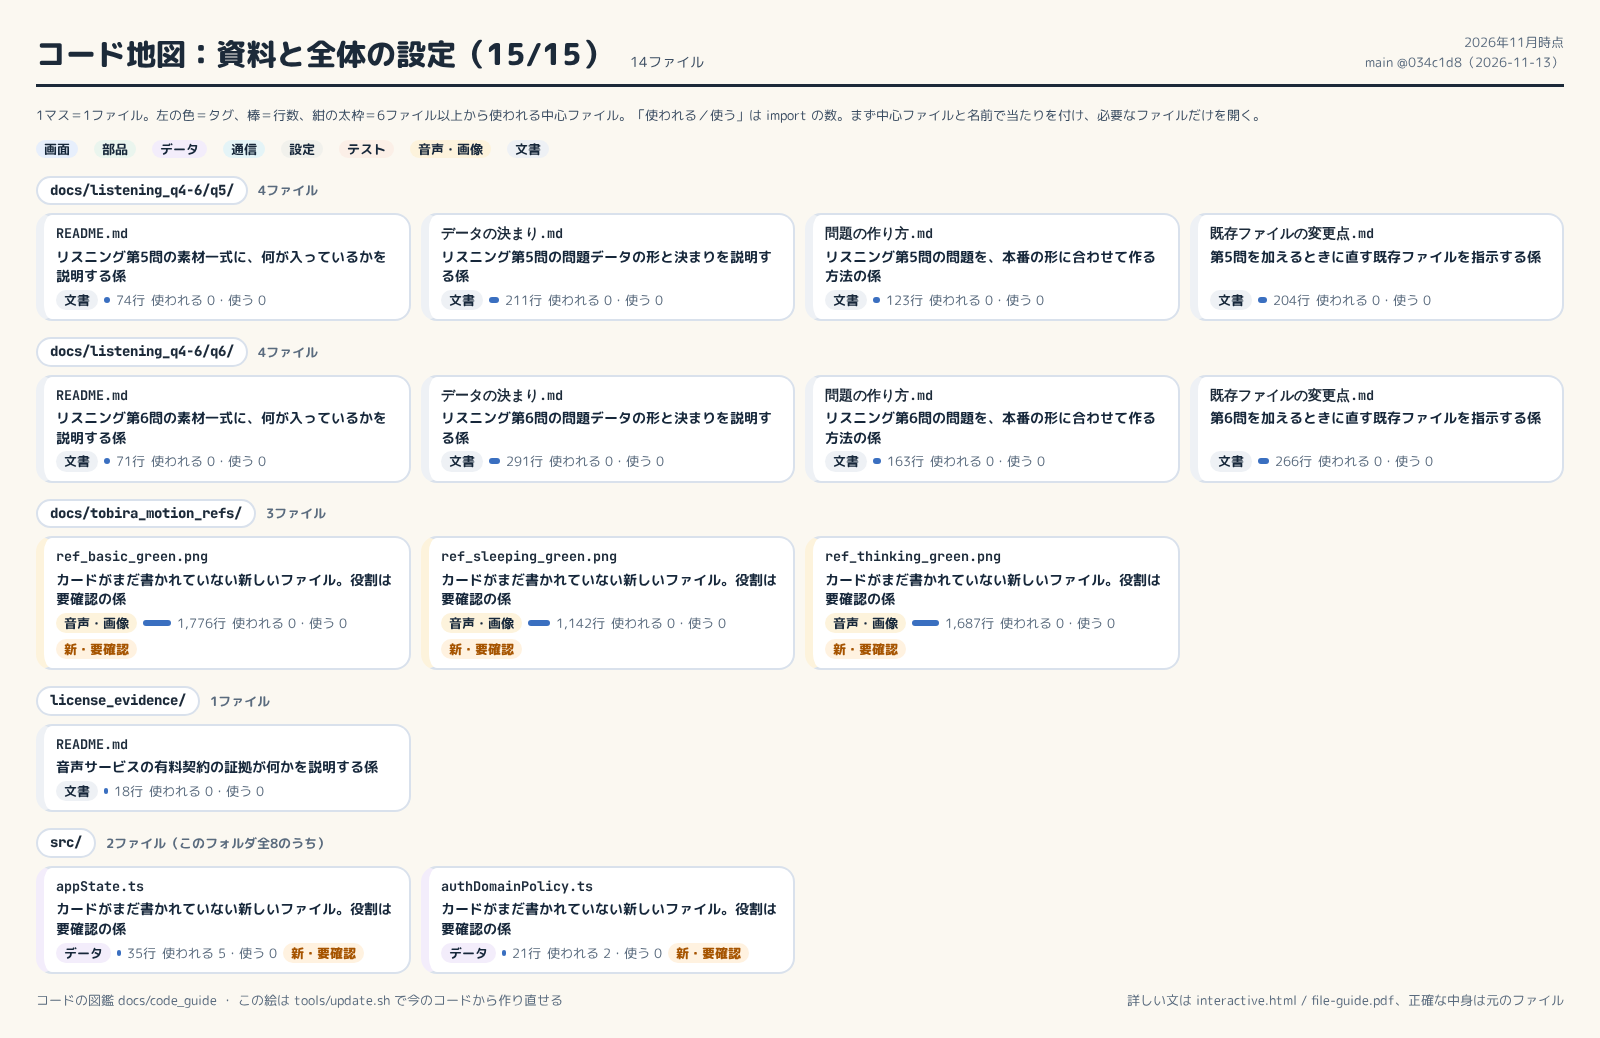 コード地図：資料と全体の設定（15/15） 14ファイル
2026年11月時点
main @034c1d8（2026-11-13）
1マス＝1ファイル。左の色＝タグ、棒＝行数、紺の太枠＝6ファイル以上から使われる中心ファイル。「使われる／使う」は import の数。まず中心ファイルと名前で当たりを付け、必要なファイルだけを開く。
画面 部品 データ 通信 設定 テスト 音声・画像 文書
docs/listening_q4-6/q5/ 4ファイル
README.md
リスニング第5問の素材一式に、何が入っているかを
説明する係
文書 74行 使われる 0 · 使う 0
データの決まり.md
リスニング第5問の問題データの形と決まりを説明す
る係
文書 211行 使われる 0 · 使う 0
問題の作り方.md
リスニング第5問の問題を、本番の形に合わせて作る
方法の係
文書 123行 使われる 0 · 使う 0
既存ファイルの変更点.md
第5問を加えるときに直す既存ファイルを指示する係
文書 204行 使われる 0 · 使う 0
docs/listening_q4-6/q6/ 4ファイル
README.md
リスニング第6問の素材一式に、何が入っているかを
説明する係
文書 71行 使われる 0 · 使う 0
データの決まり.md
リスニング第6問の問題データの形と決まりを説明す
る係
文書 291行 使われる 0 · 使う 0
問題の作り方.md
リスニング第6問の問題を、本番の形に合わせて作る
方法の係
文書 163行 使われる 0 · 使う 0
既存ファイルの変更点.md
第6問を加えるときに直す既存ファイルを指示する係
文書 266行 使われる 0 · 使う 0
docs/tobira_motion_refs/ 3ファイル
ref_basic_green.png
カードがまだ書かれていない新しいファイル。役割は
要確認の係
音声・画像 1,776行 使われる 0 · 使う 0
新・要確認
ref_sleeping_green.png
カードがまだ書かれていない新しいファイル。役割は
要確認の係
音声・画像 1,142行 使われる 0 · 使う 0
新・要確認
ref_thinking_green.png
カードがまだ書かれていない新しいファイル。役割は
要確認の係
音声・画像 1,687行 使われる 0 · 使う 0
新・要確認
license_evidence/ 1ファイル
README.md
音声サービスの有料契約の証拠が何かを説明する係
文書 18行 使われる 0 · 使う 0
src/ 2ファイル（このフォルダ全8のうち）
appState.ts
カードがまだ書かれていない新しいファイル。役割は
要確認の係
データ 35行 使われる 5 · 使う 0 新・要確認
authDomainPolicy.ts
カードがまだ書かれていない新しいファイル。役割は
要確認の係
データ 21行 使われる 2 · 使う 0 新・要確認
コードの図鑑 docs/code_guide · この絵は tools/update.sh で今のコードから作り直せる
詳しい文は interactive.html / file-guide.pdf、正確な中身は元のファイル